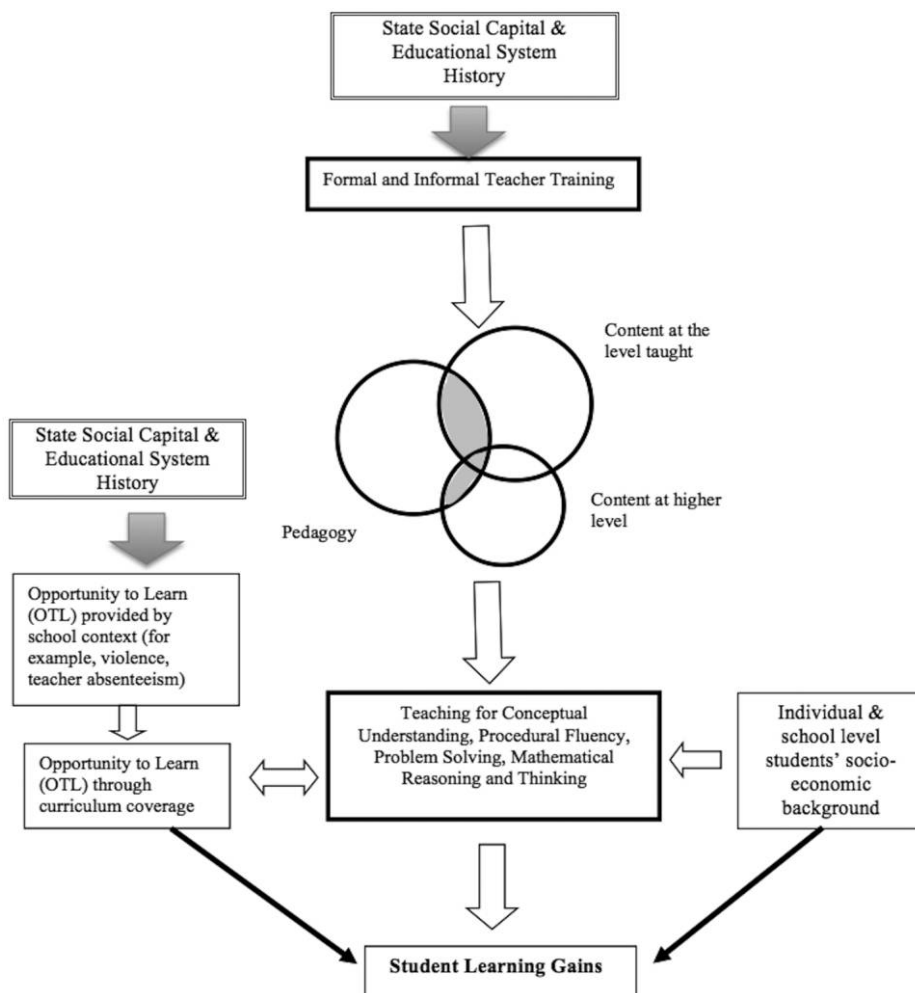 State Social Capital &
Educational System
History
Formal and Informal Teacher Training
Content at the
level taught
State Social Capital &
Educational System
History
Content at higher
level
Pedagogy
Opportunity to Learn
(OTL) provided by
school context (for
example, violence,
teacher absenteeism)
Teaching for Conceptual
Understanding, Procedural Fluency,
Problem Solving, Mathematical
Reasoning and Thinking
Individual &
school level
students’ socio-
economic
background
Opportunity to Learn
(OTL) through
curriculum coverage
Student Learning Gains